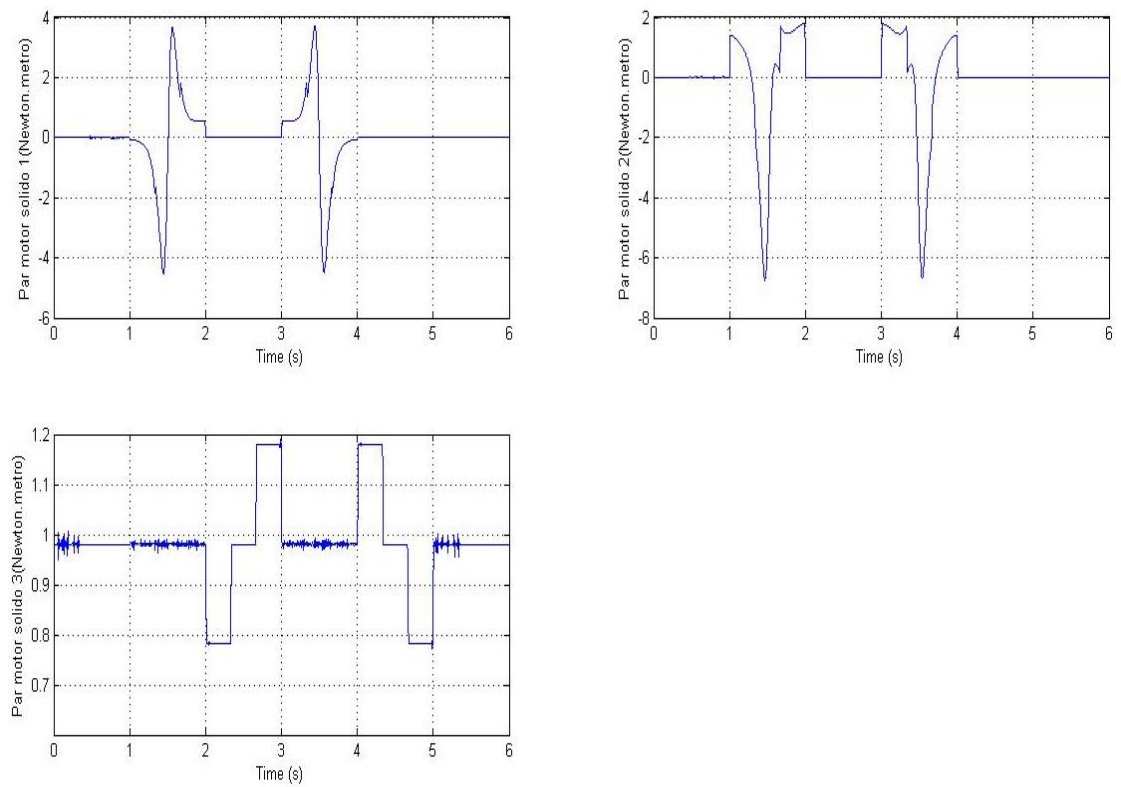 Par motor solido 1(Newton.metro)
4
2
0
-2
-4
-6
0 1 2 3 4 5 6
Time (s)
Par motor solido 2(Newton.metro)
2
0
-2
-4
-6
-8
0 1 2 3 4 5 6
Time (s)
Par motor solido 3(Newton.metro)
1.2
1.1
1
0.9
0.8
0.7
0 1 2 3 4 5 6
Time (s)